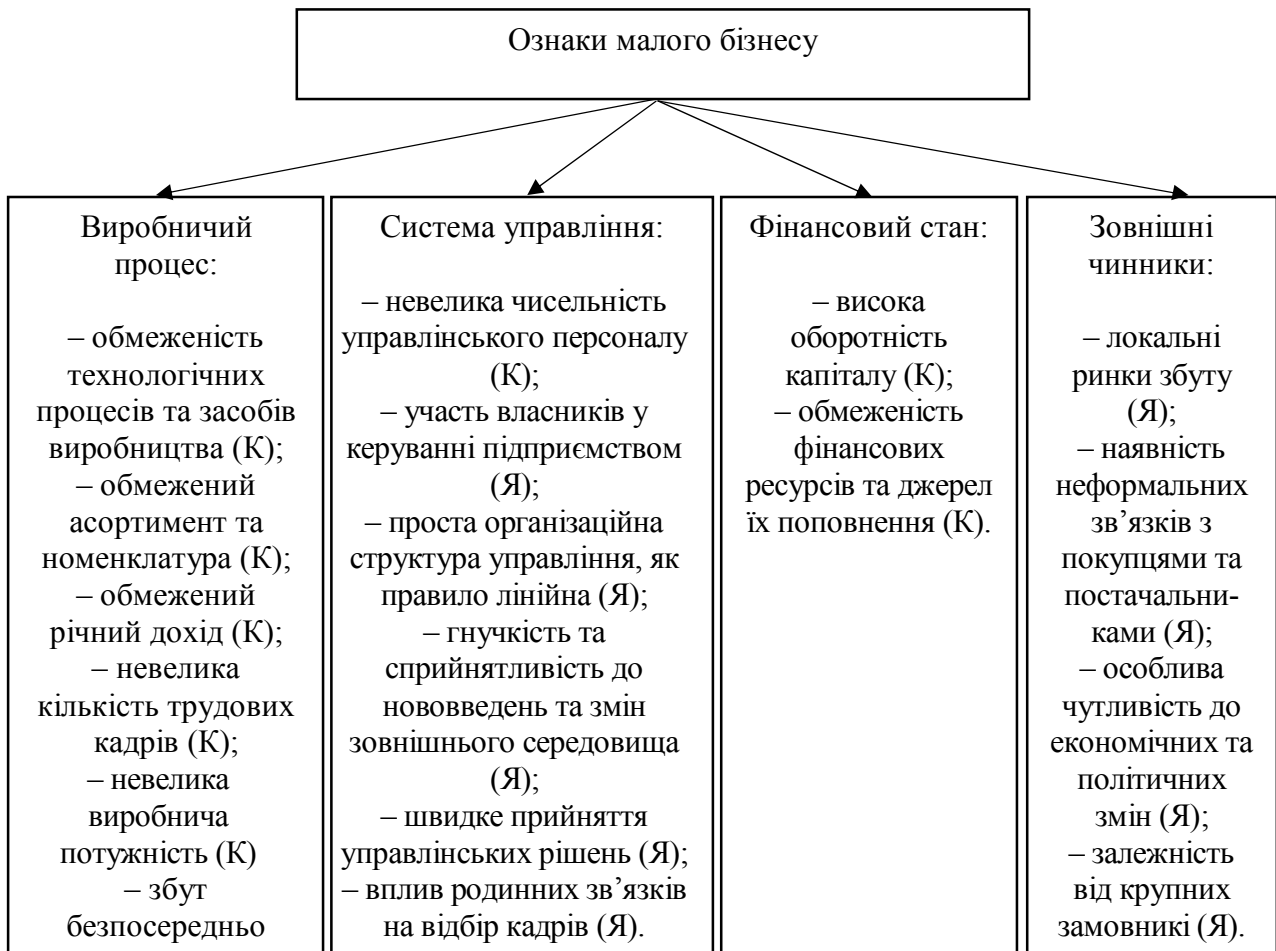 Ознаки малого бізнесу
Виробничий
процес:
– обмеженість
технологічних
процесів та засобів
виробництва (К);
– обмежений
асортимент та
номенклатура (К);
– обмежений
річний дохід (К);
– невелика
кількість трудових
кадрів (К);
– невелика
виробнича
потужність (К)
– збут
безпосередньо
Система управління:
– невелика чисельність
управлінського персоналу
(К);
– участь власників у
керуванні підприємством
(Я);
– проста організаційна
структура управління, як
правило лінійна (Я);
– гнучкість та
сприйнятливість до
нововведень та змін
зовнішнього середовища
(Я);
– швидке прийняття
управлінських рішень (Я);
– вплив родинних зв’язків
на відбір кадрів (Я).
Фінансовий стан:
– висока
оборотність
капіталу (К);
– обмеженість
фінансових
ресурсів та джерел
їх поповнення (К).
Зовнішні
чинники:
– локальні
ринки збуту
(Я);
– наявність
неформальних
зв’язків з
покупцями та
постачальни-
ками (Я);
– особлива
чутливість до
економічних та
політичних
змін (Я);
– залежність
від крупних
замовникі (Я).